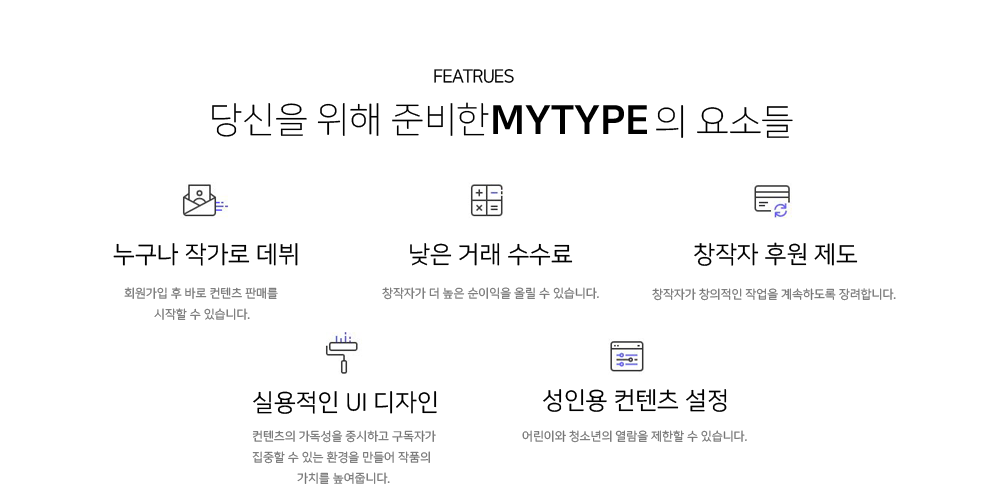 FEATRUES
당신을 위해 준비한MYTYPE 의 요소들
누구나 작가로 데뷔
회원가입 후 바로 컨텐츠 판매를
시작할 수 있습니다.
낮은 거래 수수료
창작자가 더 높은 순이익을 올릴 수 있습니다.
창작자 후원 제도
창작자가 창의적인 작업을 계속하도록 장려합니다.
실용적인 UI 디자인
컨텐츠의 가독성을 중시하고 구독자가
집중할 수 있는 환경을 만들어 작품의
가치를 높여줍니다.
성인용 컨텐츠 설정
어린이와 청소년의 열람을 제한할 수 있습니다.